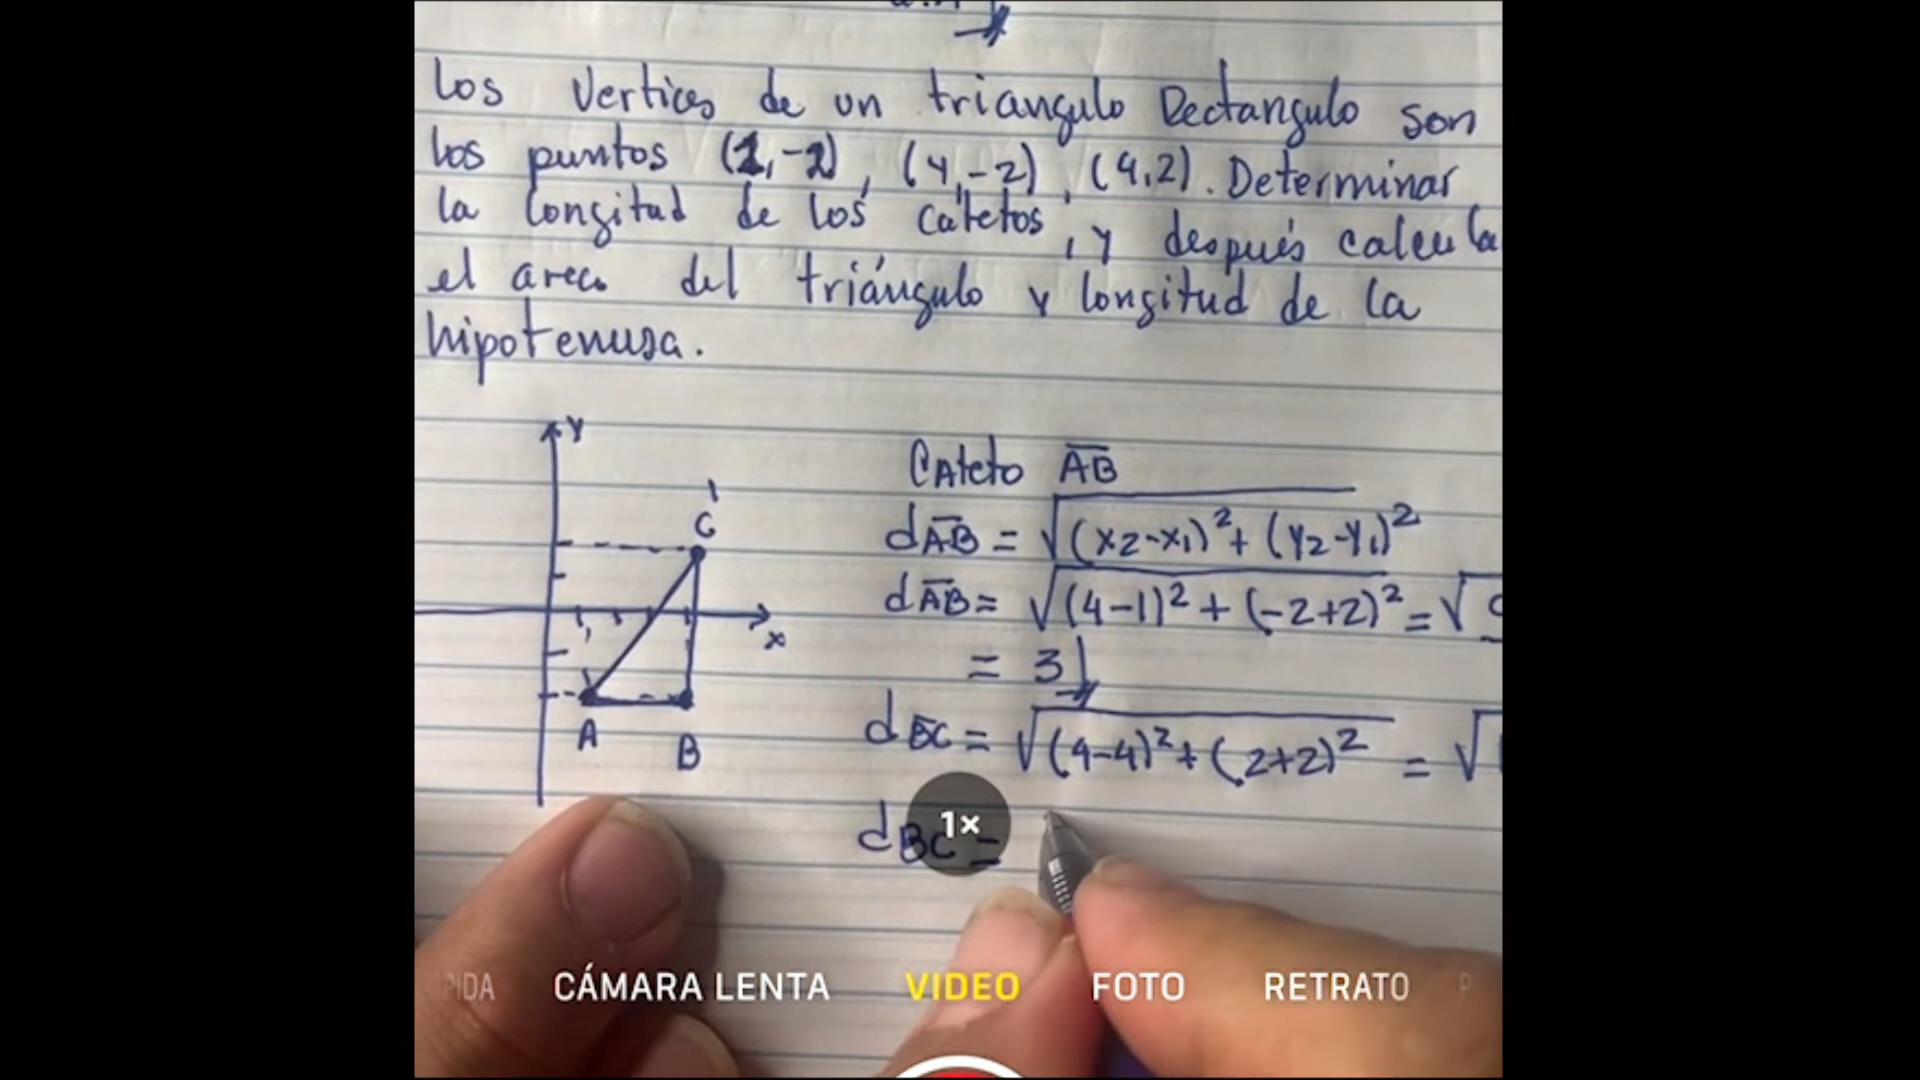 los Vertices de un triangulo Rectangulo son
los puntos (1,-2), (4,-2), (4,2). Determinar
la longitud de los catetos, y después calcula
el area del triángulo y longitud de la
hipotenusa.
Y
C
x
A
B
CAteto AB
dAB = √(x2-x1)²+(y2-y1)²
dAB = √(4-1)²+(-2+2)² = √9
= 3
dBC = √(4-4)²+(2+2)² = √
dBC =
1×
CÁMARA LENTA VIDEO FOTO RETRATO